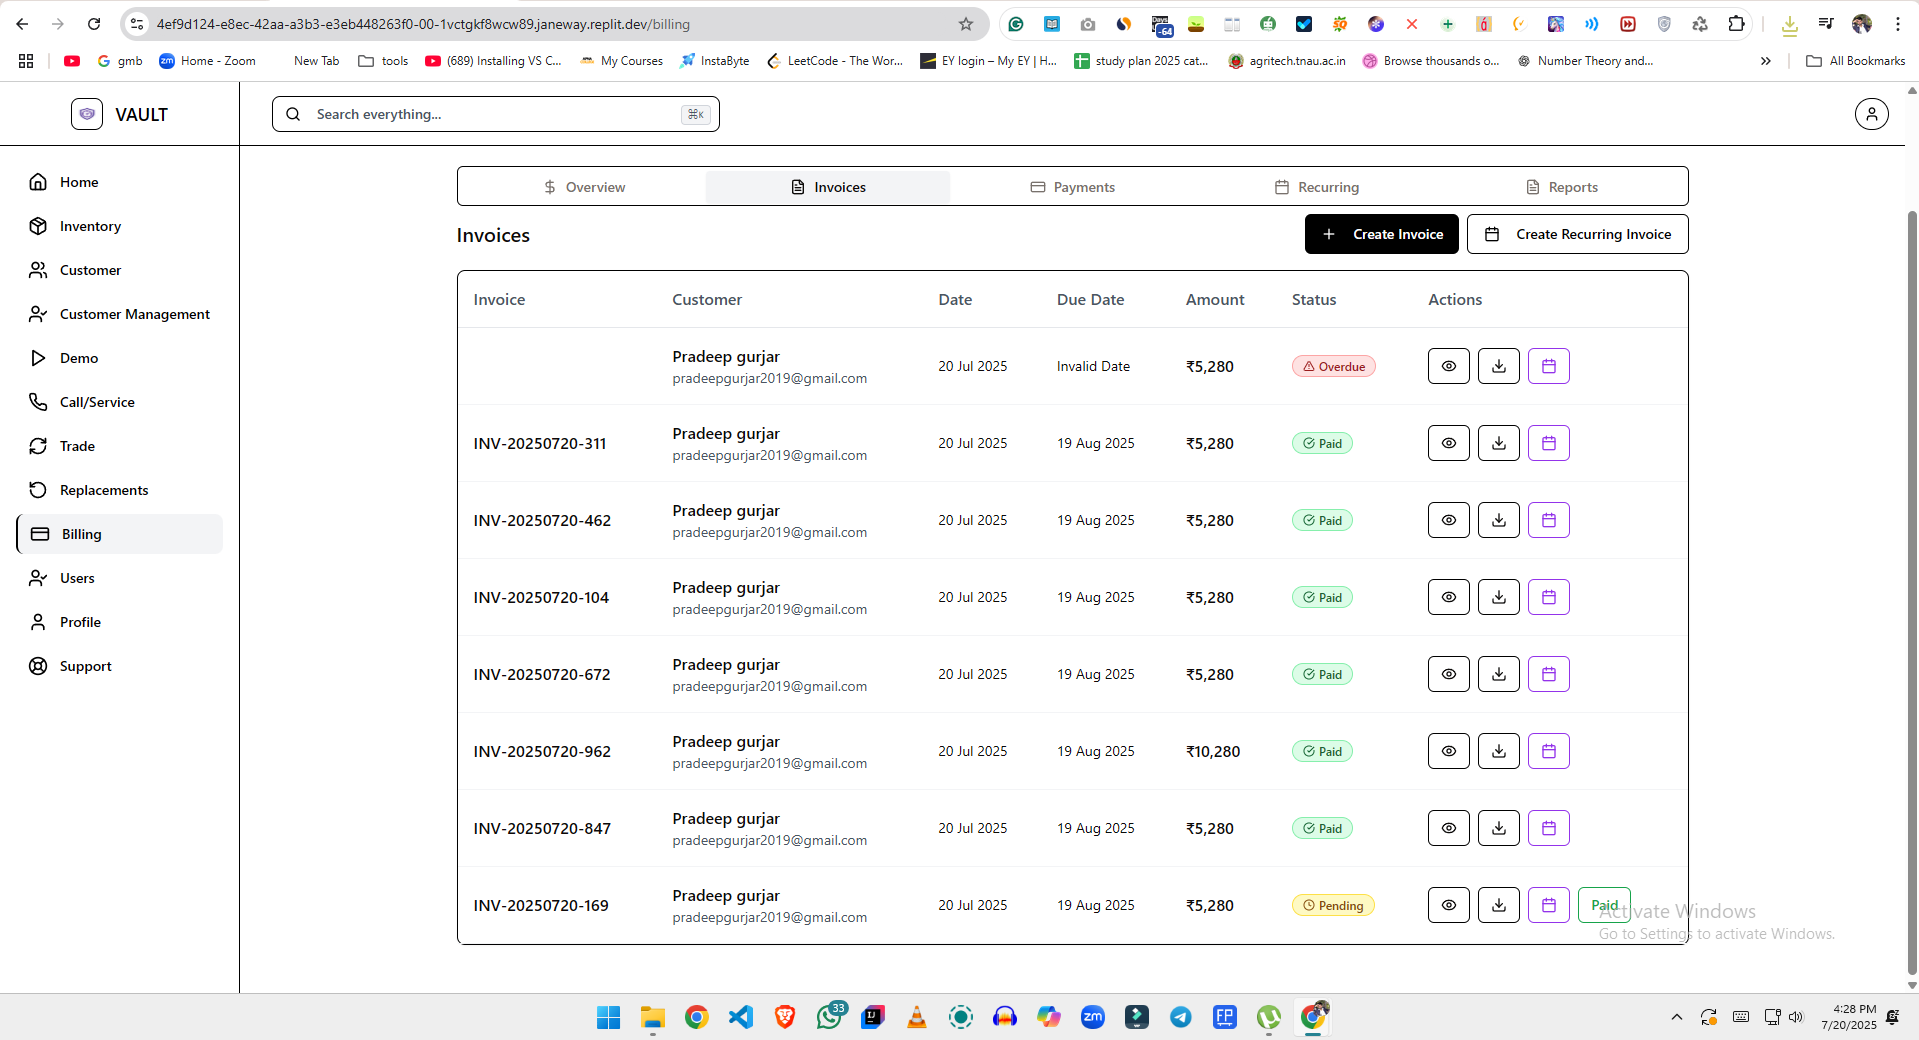 4ef9d124-e8ec-42aa-a3b3-e3eb448263f0-00-1vctgkf8wcw89.janeway.replit.dev/billing
Days
-64
gmb
zm Home - Zoom
New Tab
tools
(689) Installing VS C...
My Courses
InstaByte
LeetCode - The Wor...
EY login – My EY | H...
study plan 2025 cat...
agritech.tnau.ac.in
Browse thousands o...
Number Theory and...
All Bookmarks
VAULT
Search everything...
⌘K
Home
Inventory
Customer
Customer Management
Demo
Call/Service
Trade
Replacements
Billing
Users
Profile
Support
Overview
Invoices
Payments
Recurring
Reports
Invoices
Create Invoice
Create Recurring Invoice
Invoice Customer Date Due Date Amount Status Actions
Pradeep gurjar
pradeepgurjar2019@gmail.com
20 Jul 2025 Invalid Date ₹5,280 Overdue
INV-20250720-311
Pradeep gurjar
pradeepgurjar2019@gmail.com
20 Jul 2025 19 Aug 2025 ₹5,280 Paid
INV-20250720-462
Pradeep gurjar
pradeepgurjar2019@gmail.com
20 Jul 2025 19 Aug 2025 ₹5,280 Paid
INV-20250720-104
Pradeep gurjar
pradeepgurjar2019@gmail.com
20 Jul 2025 19 Aug 2025 ₹5,280 Paid
INV-20250720-672
Pradeep gurjar
pradeepgurjar2019@gmail.com
20 Jul 2025 19 Aug 2025 ₹5,280 Paid
INV-20250720-962
Pradeep gurjar
pradeepgurjar2019@gmail.com
20 Jul 2025 19 Aug 2025 ₹10,280 Paid
INV-20250720-847
Pradeep gurjar
pradeepgurjar2019@gmail.com
20 Jul 2025 19 Aug 2025 ₹5,280 Paid
INV-20250720-169
Pradeep gurjar
pradeepgurjar2019@gmail.com
20 Jul 2025 19 Aug 2025 ₹5,280 Pending Paid
Activate Windows
Go to Settings to activate Windows.
33
zm
FP
4:28 PM
7/20/2025